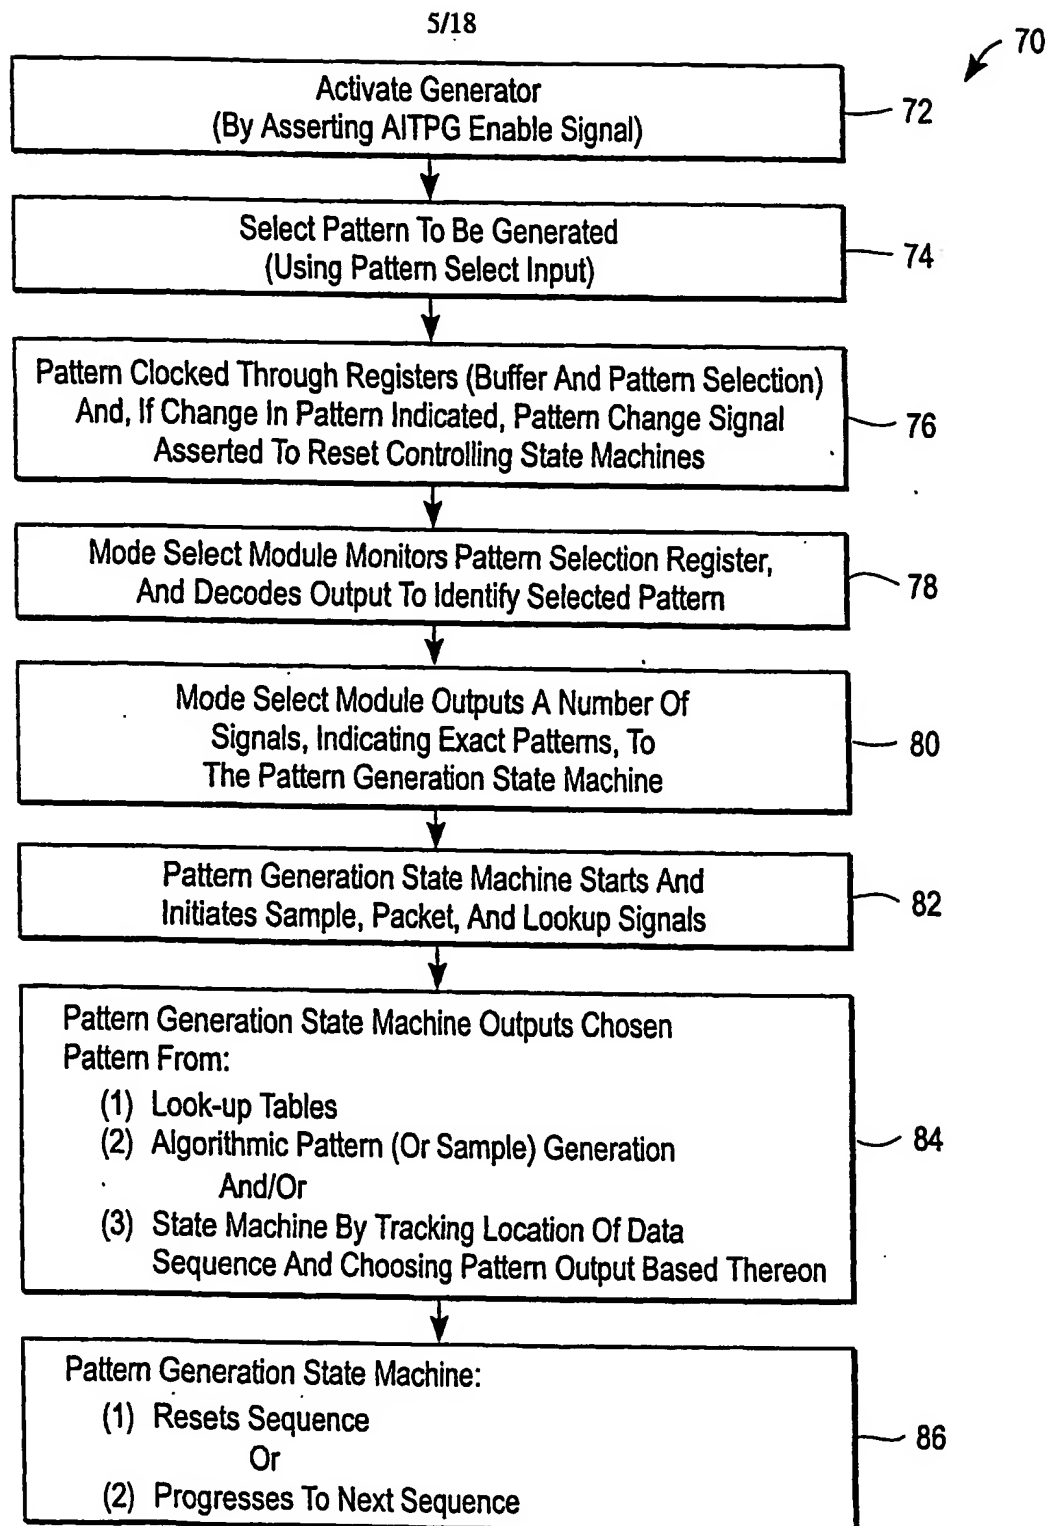 5/18
70
Activate Generator
(By Asserting AITPG Enable Signal)
72
Select Pattern To Be Generated
(Using Pattern Select Input)
74
Pattern Clocked Through Registers (Buffer And Pattern Selection)
And, If Change In Pattern Indicated, Pattern Change Signal
Asserted To Reset Controlling State Machines
76
Mode Select Module Monitors Pattern Selection Register,
And Decodes Output To Identify Selected Pattern
78
Mode Select Module Outputs A Number Of
Signals, Indicating Exact Patterns, To
The Pattern Generation State Machine
80
Pattern Generation State Machine Starts And
Initiates Sample, Packet, And Lookup Signals
82
Pattern Generation State Machine Outputs Chosen
Pattern From:
(1) Look-up Tables
(2) Algorithmic Pattern (Or Sample) Generation
And/Or
(3) State Machine By Tracking Location Of Data
Sequence And Choosing Pattern Output Based Thereon
84
Pattern Generation State Machine:
(1) Resets Sequence
Or
(2) Progresses To Next Sequence
86